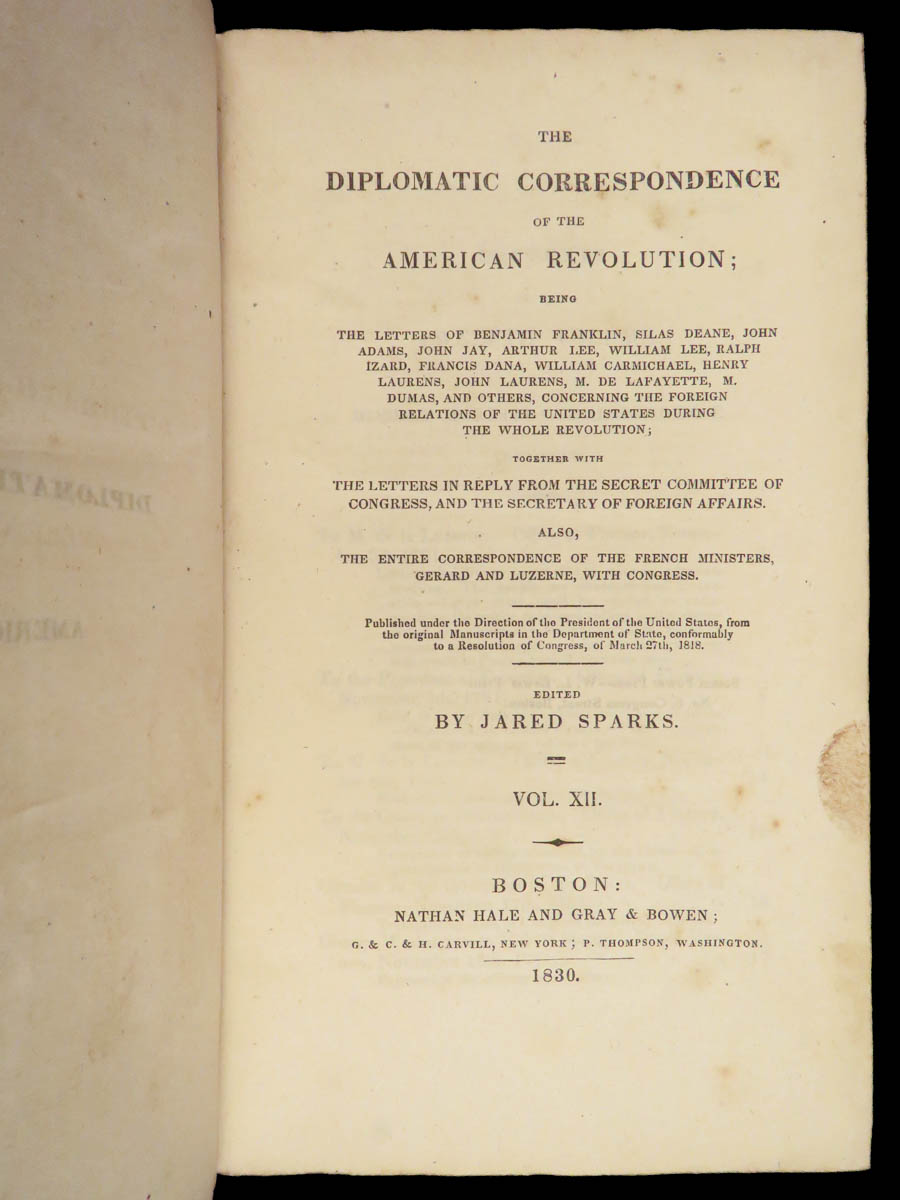 THE
DIPLOMATIC CORRESPONDENCE
OF THE
AMERICAN REVOLUTION;
BEING
THE LETTERS OF BENJAMIN FRANKLIN, SILAS DEANE, JOHN
ADAMS, JOHN JAY, ARTHUR LEE, WILLIAM LEE, RALPH
IZARD, FRANCIS DANA, WILLIAM CARMICHAEL, HENRY
LAURENS, JOHN LAURENS, M. DE LAFAYETTE, M.
DUMAS, AND OTHERS, CONCERNING THE FOREIGN
RELATIONS OF THE UNITED STATES DURING
THE WHOLE REVOLUTION;
TOGETHER WITH
THE LETTERS IN REPLY FROM THE SECRET COMMITTEE OF
CONGRESS, AND THE SECRETARY OF FOREIGN AFFAIRS.
ALSO,
THE ENTIRE CORRESPONDENCE OF THE FRENCH MINISTERS,
GERARD AND LUZERNE, WITH CONGRESS.
Published under the Direction of the President of the United States, from
the original Manuscripts in the Department of State, conformably
to a Resolution of Congress, of March 27th, 1818.
EDITED
BY JARED SPARKS.
VOL. XII.
BOSTON:
NATHAN HALE AND GRAY & BOWEN;
G. & C. & H. CARVILL, NEW YORK; P. THOMPSON, WASHINGTON.
1830.